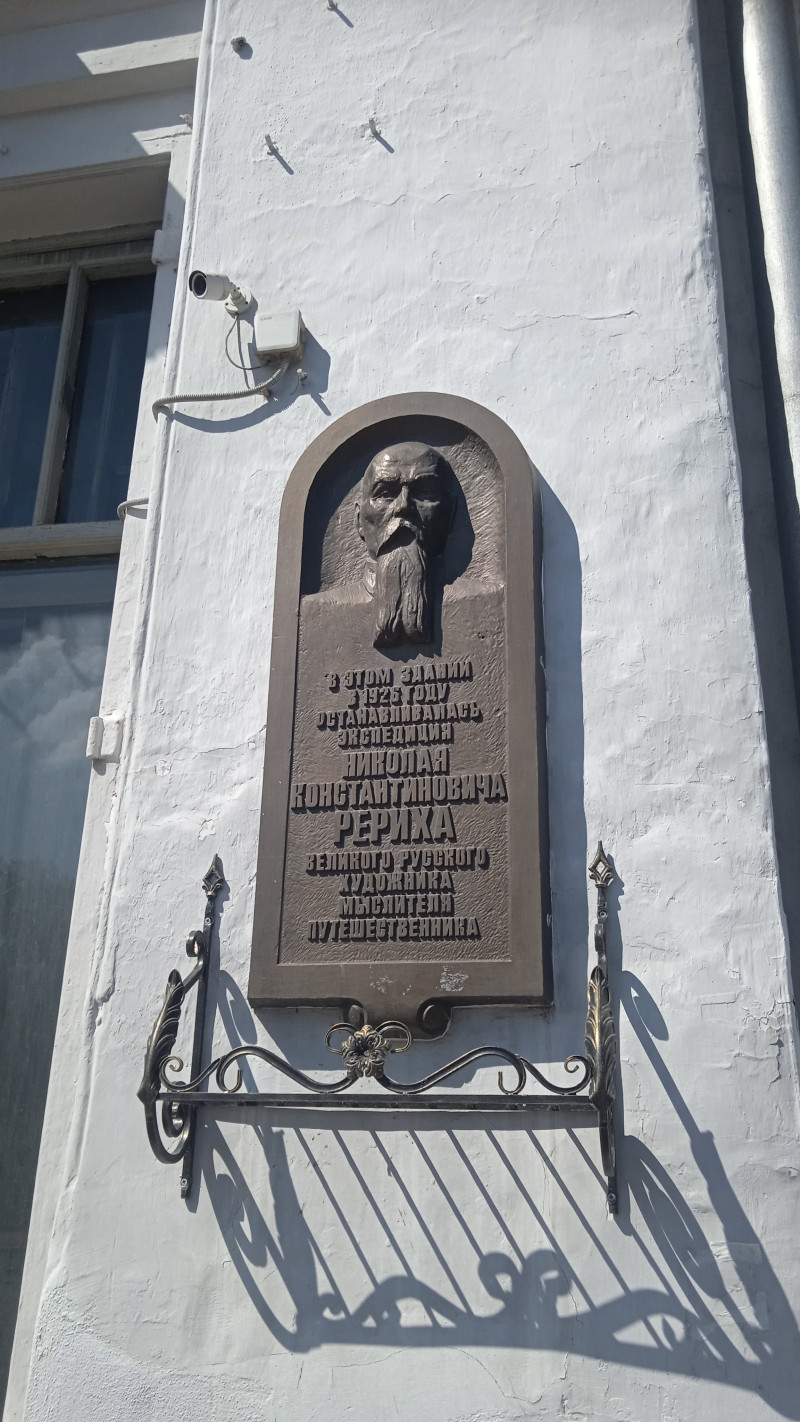 В ЭТОМ ЗДАНИИ
В 1926 ГОДУ
ОСТАНАВЛИВАЛАСЬ
ЭКСПЕДИЦИЯ
НИКОЛАЯ
КОНСТАНТИНОВИЧА
РЕРИХА
ВЕЛИКОГО РУССКОГО
ХУДОЖНИКА
МЫСЛИТЕЛЯ
ПУТЕШЕСТВЕННИКА